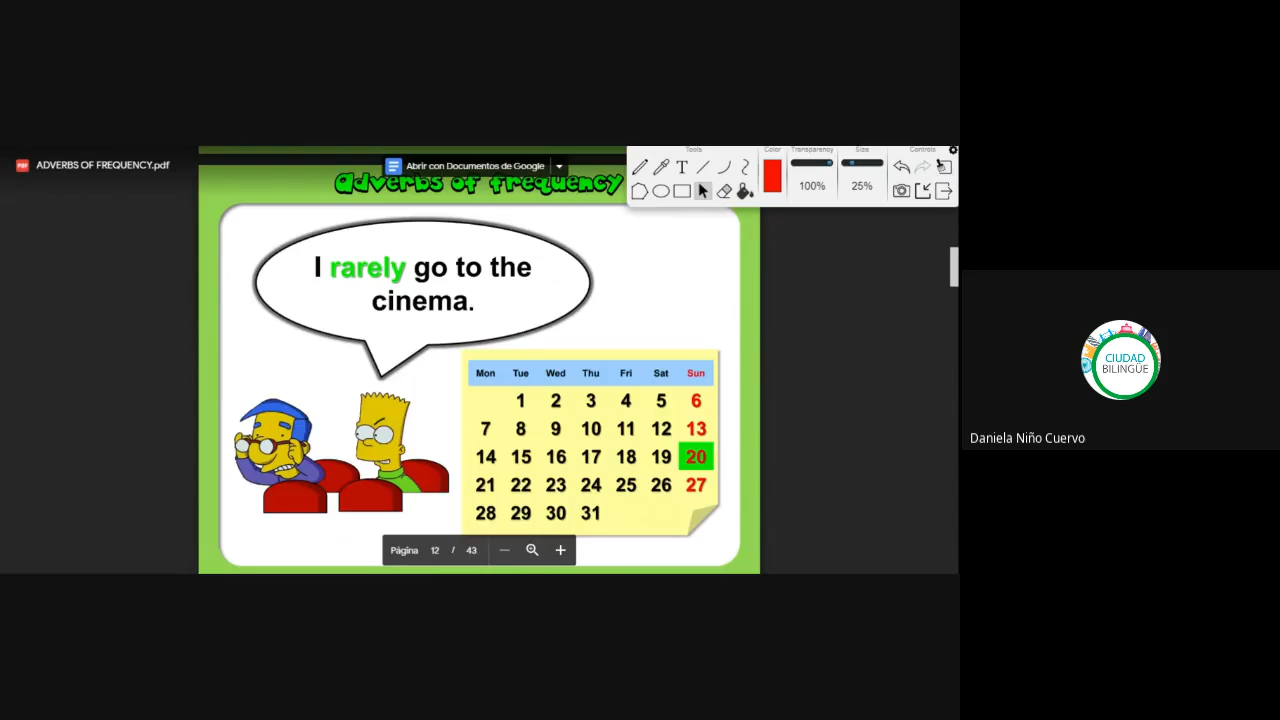 Tools
Color
Transparency
Size
Controls
ADVERBS OF FREQUENCY.pdf
Abrir con Documentos de Google
100%
25%
adverbs of frequency
I rarely go to the
cinema.
Mon Tue Wed Thu Fri Sat Sun
1 2 3 4 5 6
7 8 9 10 11 12 13
14 15 16 17 18 19 20
21 22 23 24 25 26 27
28 29 30 31
Página 12 / 43
CIUDAD
BILINGÜE
Daniela Niño Cuervo